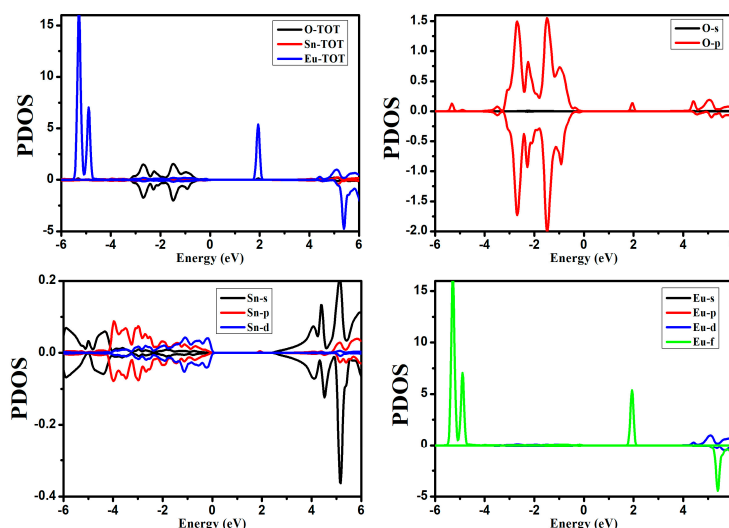 15
10
5
0
-5
PDOS
-6 -4 -2 0 2 4 6
Energy (eV)
O-TOT
Sn-TOT
Eu-TOT
1.5
1.0
0.5
0.0
-0.5
-1.0
-1.5
-2.0
PDOS
-6 -4 -2 0 2 4
Energy (eV)
O-s
O-p
0.2
0.0
-0.2
-0.4
PDOS
-6 -4 -2 0 2 4 6
Energy (eV)
Sn-s
Sn-p
Sn-d
15
10
5
0
-5
PDOS
-6 -4 -2 0 2 4
Energy (eV)
Eu-s
Eu-p
Eu-d
Eu-f